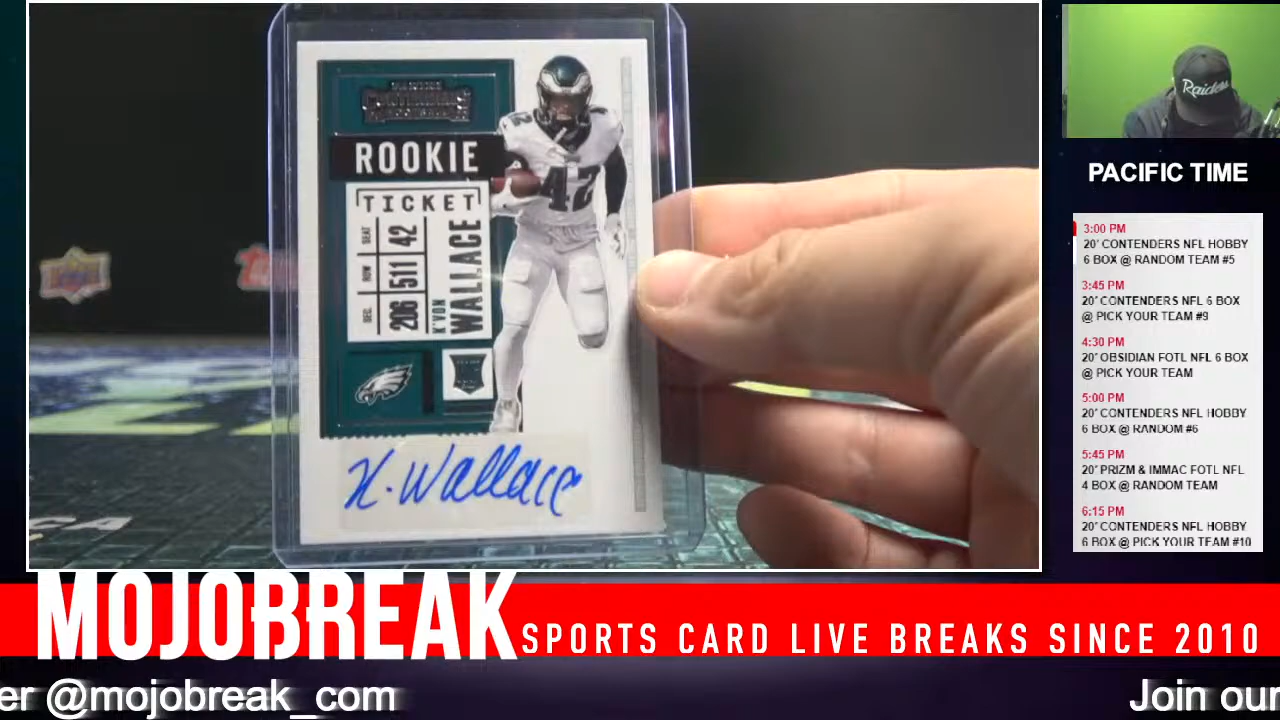 PANINI
CONTENDERS
ROOKIE
TICKET
SEC. 206
ROW 511
SEAT 42
K'VON
WALLACE
42
K. Wallace
Raiders
PACIFIC TIME
3:00 PM
20' CONTENDERS NFL HOBBY
6 BOX @ RANDOM TEAM #5
3:45 PM
20' CONTENDERS NFL 6 BOX
@ PICK YOUR TEAM #9
4:30 PM
20' OBSIDIAN FOTL NFL 6 BOX
@ PICK YOUR TEAM
5:00 PM
20' CONTENDERS NFL HOBBY
6 BOX @ RANDOM #6
5:45 PM
20' PRIZM & IMMAC FOTL NFL
4 BOX @ RANDOM TEAM
6:15 PM
20' CONTENDERS NFL HOBBY
6 BOX @ PICK YOUR TEAM #10
MOJOBREAK
SPORTS CARD LIVE BREAKS SINCE 2010
er @mojobreak_com
Join our